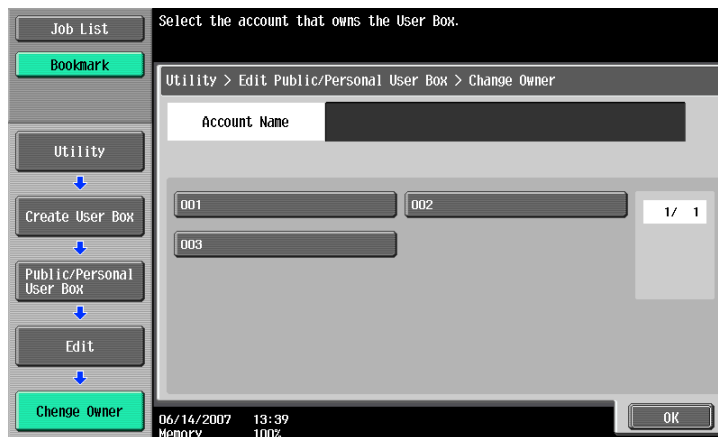 Job List
Bookmark
Utility
Create User Box
Public/Personal
User Box
Edit
Chenge Owner
Select the account that owns the User Box.
Utility > Edit Public/Personal User Box > Change Owner
Account Name
001
002
1/ 1
003
06/14/2007 13:39
Memory 100%
OK